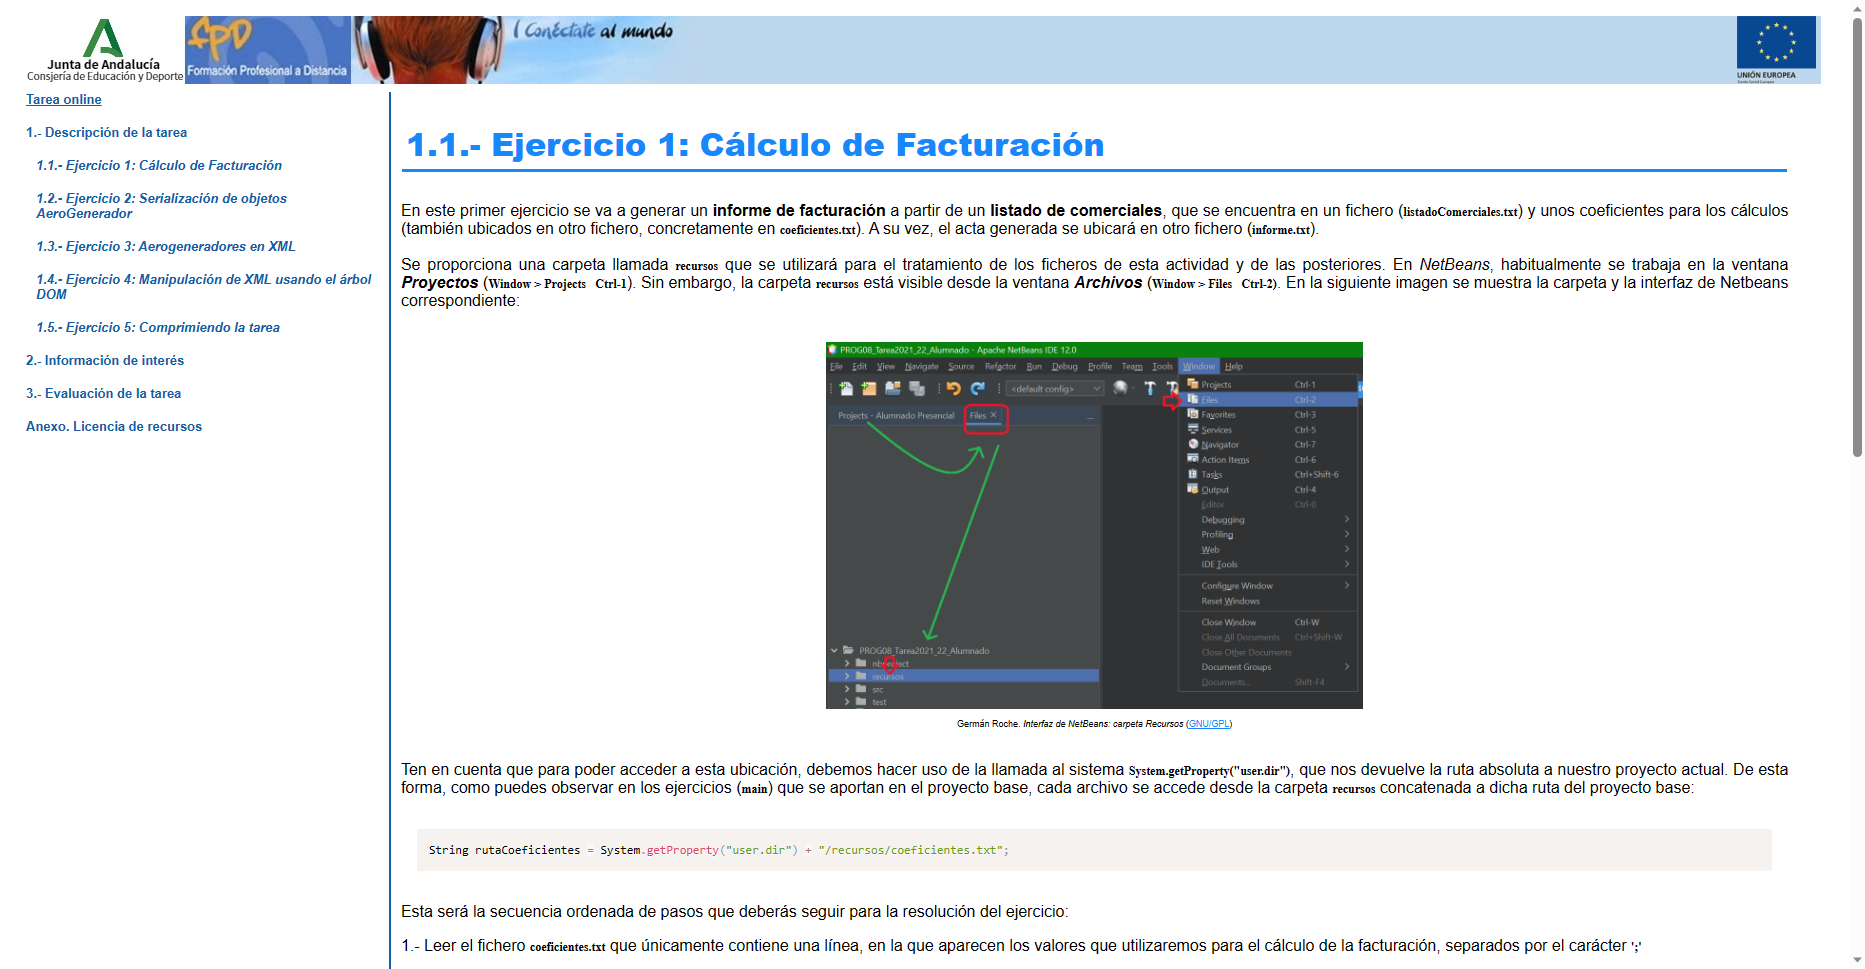 Junta de Andalucía
Consejería de Educación y Deporte
FPD
Formación Profesional a Distancia
Conéctate al mundo
UNIÓN EUROPEA
Fondo Social Europeo
Tarea online
1.- Descripción de la tarea
1.1.- Ejercicio 1: Cálculo de Facturación
1.2.- Ejercicio 2: Serialización de objetos
AeroGenerador
1.3.- Ejercicio 3: Aerogeneradores en XML
1.4.- Ejercicio 4: Manipulación de XML usando el árbol
DOM
1.5.- Ejercicio 5: Comprimiendo la tarea
2.- Información de interés
3.- Evaluación de la tarea
Anexo. Licencia de recursos
1.1.- Ejercicio 1: Cálculo de Facturación
En este primer ejercicio se va a generar un informe de facturación a partir de un listado de comerciales, que se encuentra en un fichero (listadoComerciales.txt) y unos coeficientes para los cálculos
(también ubicados en otro fichero, concretamente en coeficientes.txt). A su vez, el acta generada se ubicará en otro fichero (informe.txt).
Se proporciona una carpeta llamada recursos que se utilizará para el tratamiento de los ficheros de esta actividad y de las posteriores. En NetBeans, habitualmente se trabaja en la ventana
Proyectos (Window > Projects Ctrl-1). Sin embargo, la carpeta recursos está visible desde la ventana Archivos (Window > Files Ctrl-2). En la siguiente imagen se muestra la carpeta y la interfaz de Netbeans
correspondiente:
PROG08_Tarea2021_22_Alumnado - Apache NetBeans IDE 12.0
File Edit View Navigate Source Refactor Run Debug Profile Team Tools Window Help
<default config>
Projects - Alumnado Presencial
Files
Projects Ctrl-1
Files Ctrl-2
Favorites Ctrl-3
Services Ctrl-5
Navigator Ctrl-7
Action Items Ctrl-6
Tasks Ctrl+Shift-6
Output Ctrl-4
Editor Ctrl-0
Debugging
Profiling
Web
IDE Tools
Configure Window
Reset Windows
Close Window Ctrl-W
Close All Documents Ctrl+Shift-W
Close Other Documents
Document Groups
Documents... Shift-F4
PROG08_Tarea2021_22_Alumnado
nbproject
recursos
src
test
Germán Roche. Interfaz de NetBeans: carpeta Recursos (GNU/GPL)
Ten en cuenta que para poder acceder a esta ubicación, debemos hacer uso de la llamada al sistema System.getProperty("user.dir"), que nos devuelve la ruta absoluta a nuestro proyecto actual. De esta
forma, como puedes observar en los ejercicios (main) que se aportan en el proyecto base, cada archivo se accede desde la carpeta recursos concatenada a dicha ruta del proyecto base:
String rutaCoeficientes = System.getProperty("user.dir") + "/recursos/coeficientes.txt";
Esta será la secuencia ordenada de pasos que deberás seguir para la resolución del ejercicio:
1.- Leer el fichero coeficientes.txt que únicamente contiene una línea, en la que aparecen los valores que utilizaremos para el cálculo de la facturación, separados por el carácter ';'